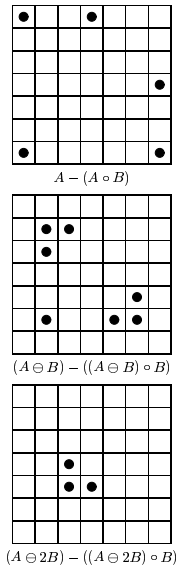 A − (A ∘ B)
(A ⊖ B) − ((A ⊖ B) ∘ B)
(A ⊖ 2B) − ((A ⊖ 2B) ∘ B)